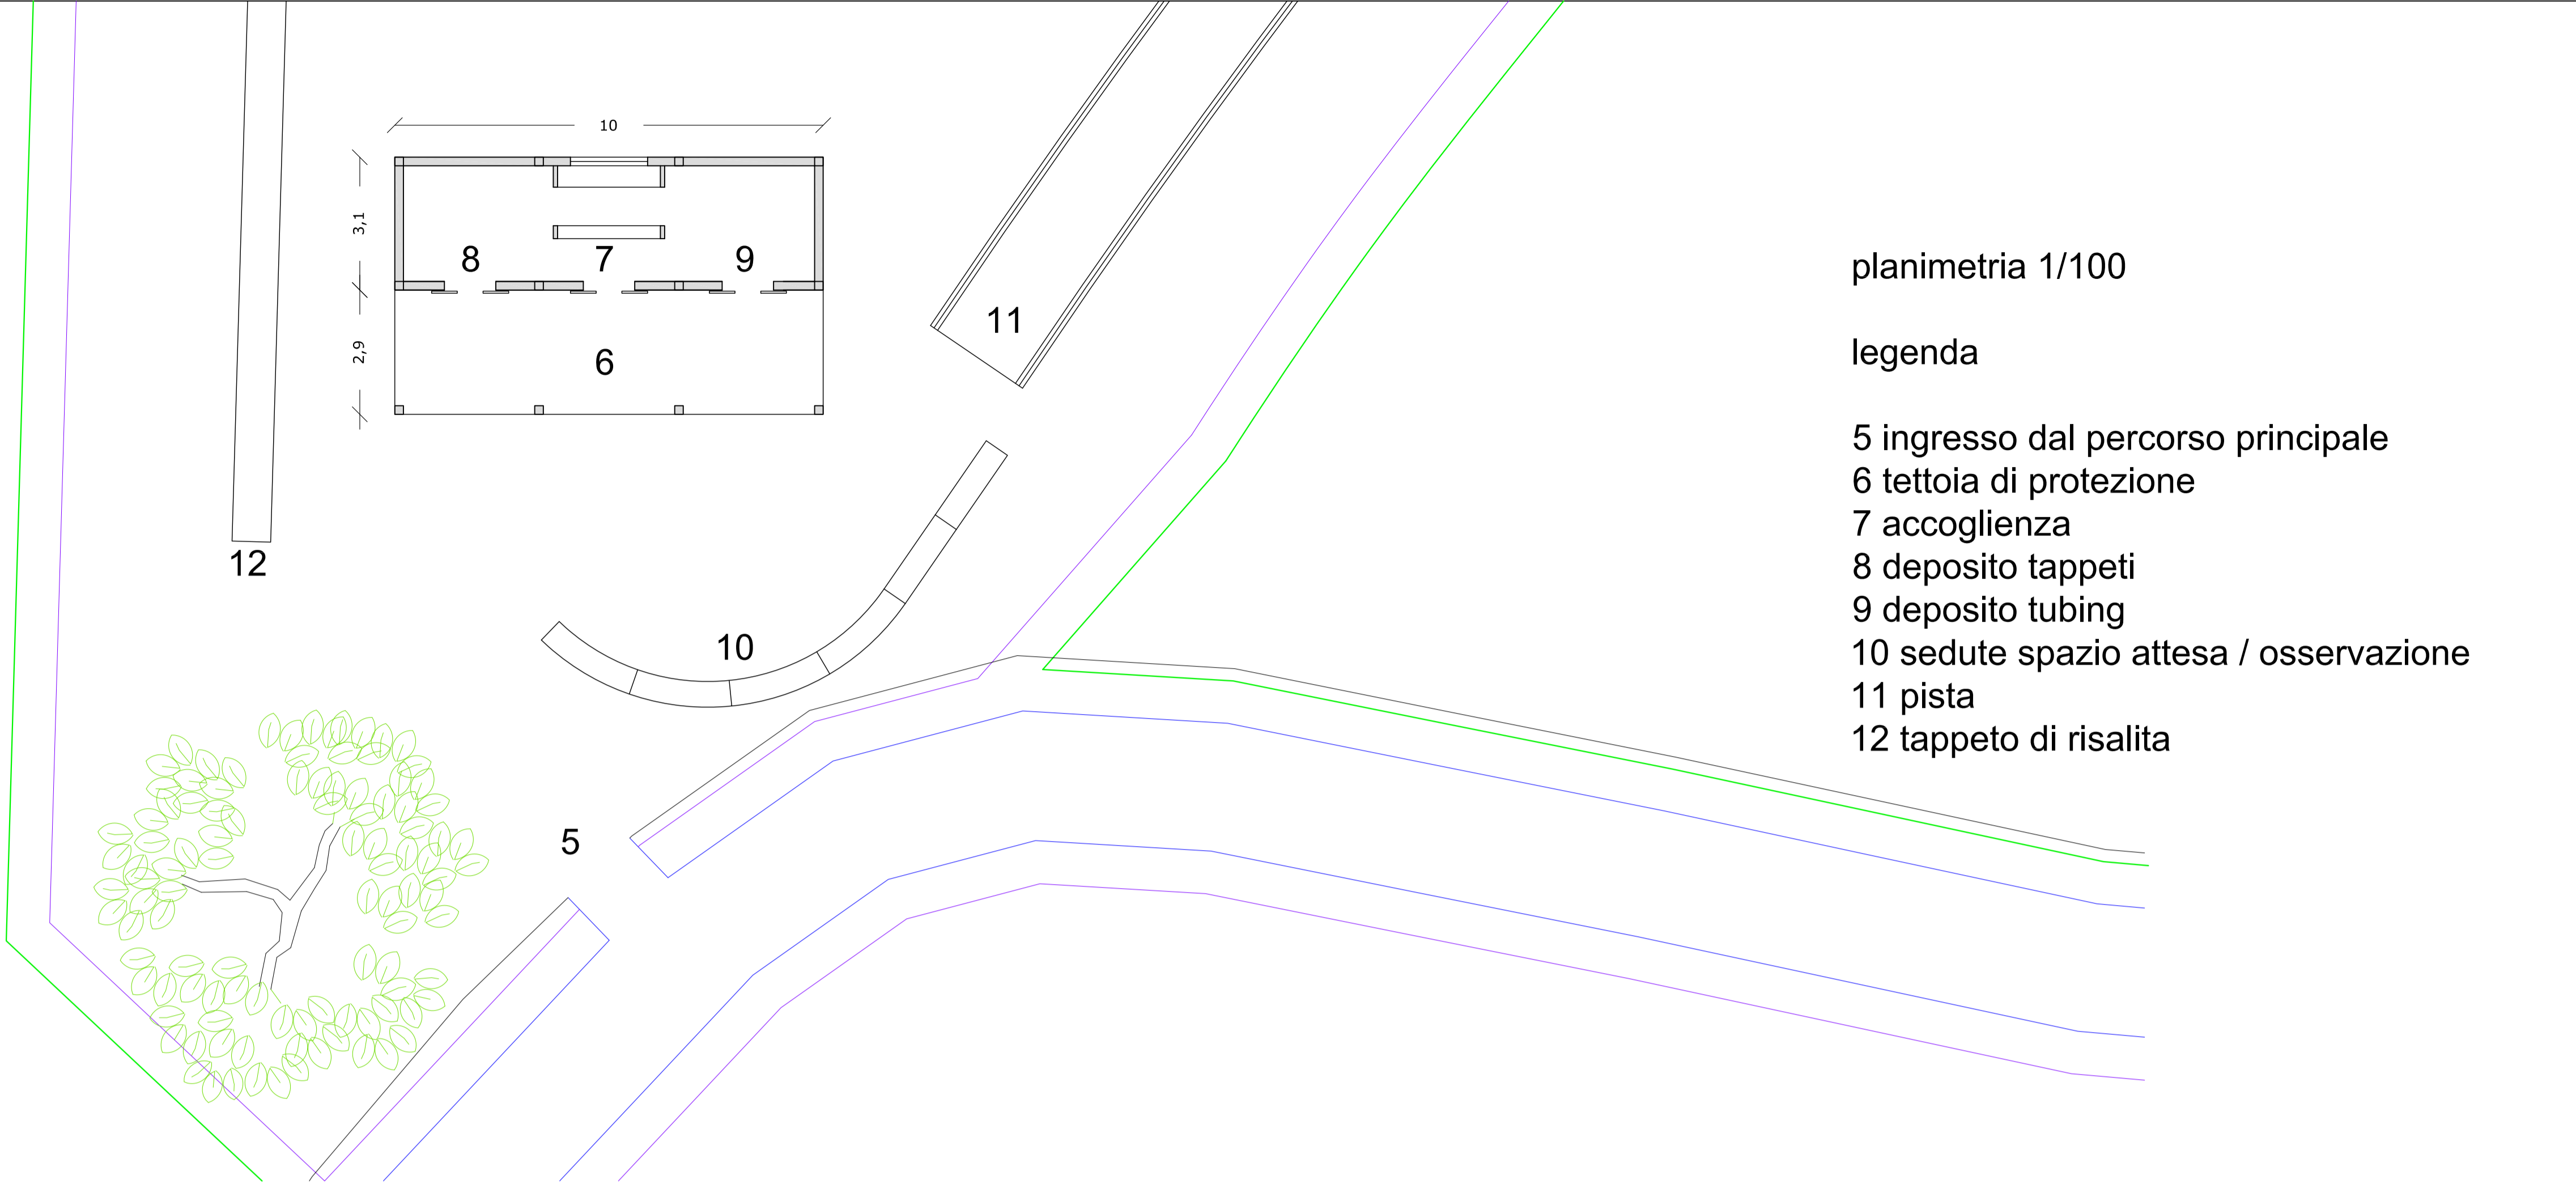 10
3,1
8
7
9
2,9
6
11
12
10
5
planimetria 1/100
legenda
5 ingresso dal percorso principale
6 tettoia di protezione
7 accoglienza
8 deposito tappeti
9 deposito tubing
10 sedute spazio attesa / osservazione
11 pista
12 tappeto di risalita